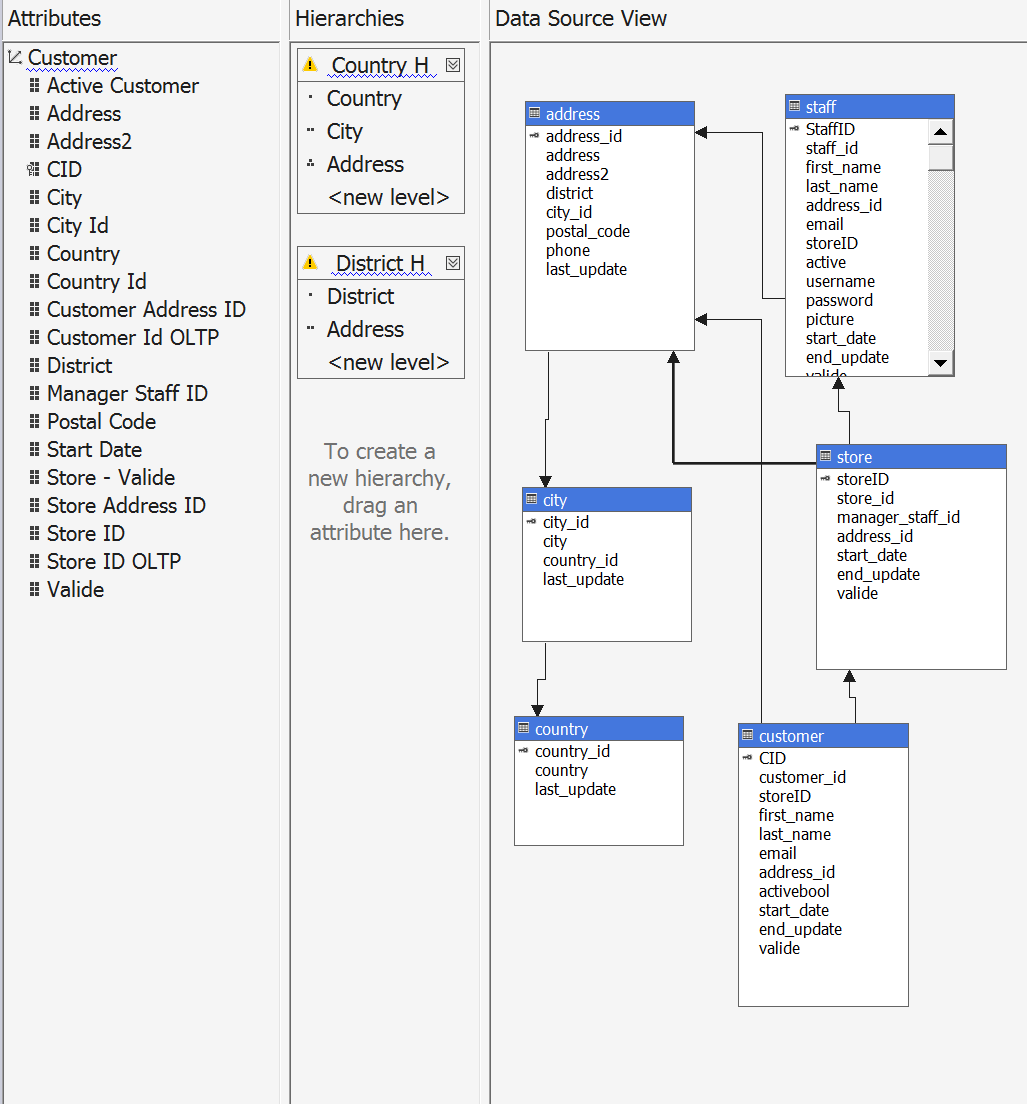 Attributes
Customer
Active Customer
Address
Address2
CID
City
City Id
Country
Country Id
Customer Address ID
Customer Id OLTP
District
Manager Staff ID
Postal Code
Start Date
Store - Valide
Store Address ID
Store ID
Store ID OLTP
Valide
Hierarchies
Country H
Country
City
Address
<new level>
District H
District
Address
<new level>
To create a
new hierarchy,
drag an
attribute here.
Data Source View
address
address_id
address
address2
district
city_id
postal_code
phone
last_update
staff
StaffID
staff_id
first_name
last_name
address_id
email
storeID
active
username
password
picture
start_date
end_update
valide
city
city_id
city
country_id
last_update
store
storeID
store_id
manager_staff_id
address_id
start_date
end_update
valide
country
country_id
country
last_update
customer
CID
customer_id
storeID
first_name
last_name
email
address_id
activebool
start_date
end_update
valide